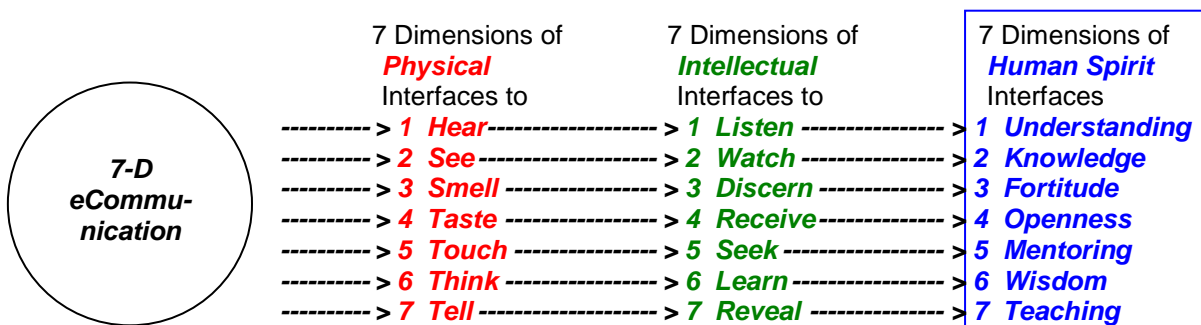 7 Dimensions of 7 Dimensions of 7 Dimensions of
Physical Intellectual Human Spirit
Interfaces to Interfaces to Interfaces
---------- > 1 Hear-------------------- > 1 Listen ---------------- > 1 Understanding
---------- > 2 See --------------------- > 2 Watch ---------------- > 2 Knowledge
---------- > 3 Smell ------------------ > 3 Discern -------------- > 3 Fortitude
---------- > 4 Taste ------------------ > 4 Receive-------------- > 4 Openness
---------- > 5 Touch ----------------- > 5 Seek ------------------ > 5 Mentoring
---------- > 6 Think ------------------ > 6 Learn ----------------- > 6 Wisdom
---------- > 7 Tell --------------------- > 7 Reveal --------------- > 7 Teaching
7-D
eCommu-
nication